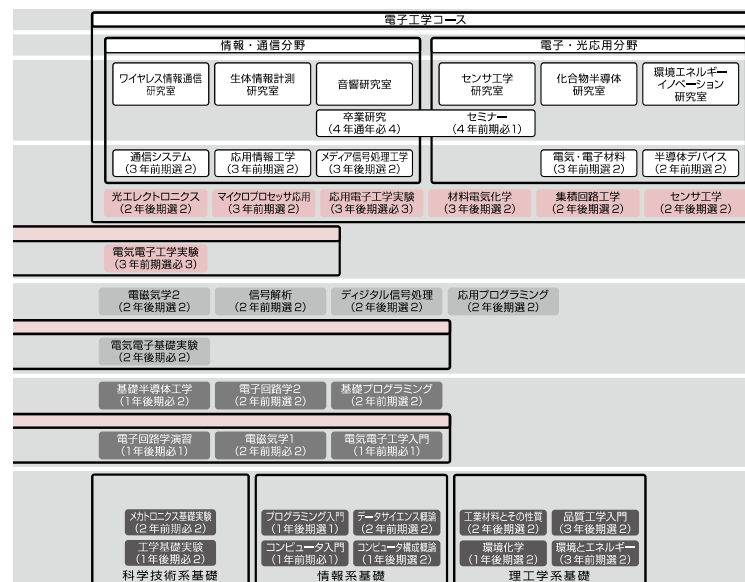 電子工学コース
情報・通信分野
電子・光応用分野
ワイヤレス情報通信
研究室
生体情報計測
研究室
音響研究室
センサ工学
研究室
化合物半導体
研究室
環境エネルギー
イノベーション
研究室
卒業研究
(4年通年必4)
セミナー
(4年前期必1)
通信システム
(3年前期選2)
応用情報工学
(3年後期選2)
メディア信号処理工学
(3年後期選2)
電気・電子材料
(3年前期選2)
半導体デバイス
(2年前期選2)
光エレクトロニクス
(2年後期選2)
マイクロプロセッサ応用
(3年前期選2)
応用電子工学実験
(3年後期選必3)
材料電気化学
(3年後期選2)
集積回路工学
(2年後期選2)
センサ工学
(2年後期選2)
電気電子工学実験
(3年前期選必3)
電磁気学2
(2年後期選2)
信号解析
(2年前期選2)
ディジタル信号処理
(2年後期選2)
応用プログラミング
(2年後期選2)
電気電子基礎実験
(2年後期必2)
基礎半導体工学
(1年後期必2)
電子回路学2
(2年前期選2)
基礎プログラミング
(2年前期選2)
電子回路学演習
(1年後期必1)
電磁気学1
(2年前期必2)
電気電子工学入門
(1年前期必1)
メカトロニクス基礎実験
(2年前期必2)
工学基礎実験
(1年後期必2)
科学技術系基礎
プログラミング入門
(1年後期選1)
データサイエンス概論
(2年前期選2)
コンピュータ入門
(1年前期必1)
コンピュータ構成概論
(1年後期選2)
情報系基礎
工業材料とその性質
(2年後期選2)
品質工学入門
(3年後期選2)
環境化学
(1年後期選2)
環境とエネルギー
(3年前期選2)
理工学系基礎